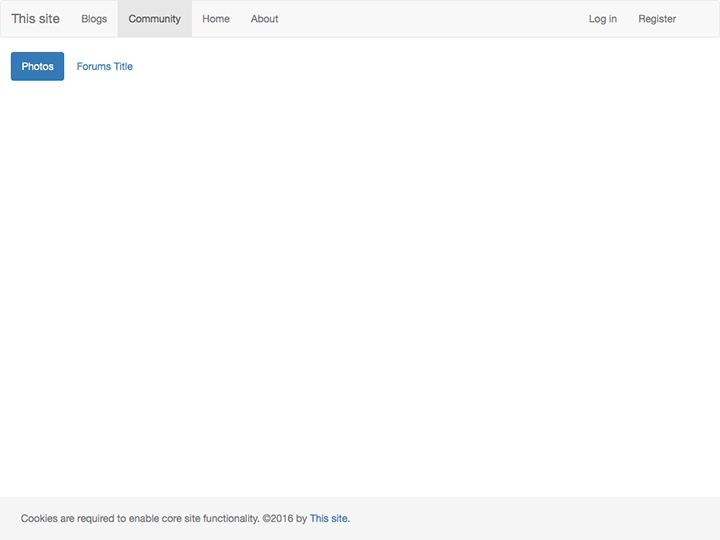 This site Blogs Community Home About Log in Register
Photos Forums Title
Cookies are required to enable core site functionality. ©2016 by This site.